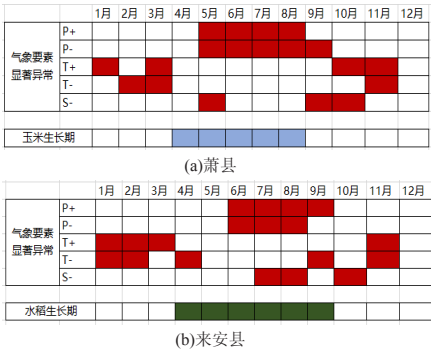 1月 2月 3月 4月 5月 6月 7月 8月 9月 10月 11月 12月
气象要素
显著异常
P+
P-
T+
T-
S-
玉米生长期
(a)萧县
1月 2月 3月 4月 5月 6月 7月 8月 9月 10月 11月 12月
气象要素
显著异常
P+
P-
T+
T-
S-
水稻生长期
(b)来安县